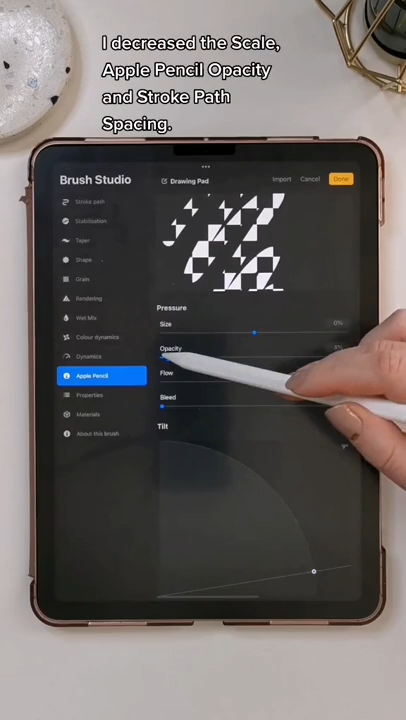 I decreased the Scale,
Apple Pencil Opacity
and Stroke Path
Spacing.
Brush Studio
Drawing Pad
Import
Cancel
Done
Stroke path
Stabilisation
Taper
Shape
Grain
Rendering
Wet Mix
Colour dynamics
Dynamics
Apple Pencil
Properties
Materials
About this brush
Pressure
Size
0%
Opacity
Flow
Bleed
Tilt